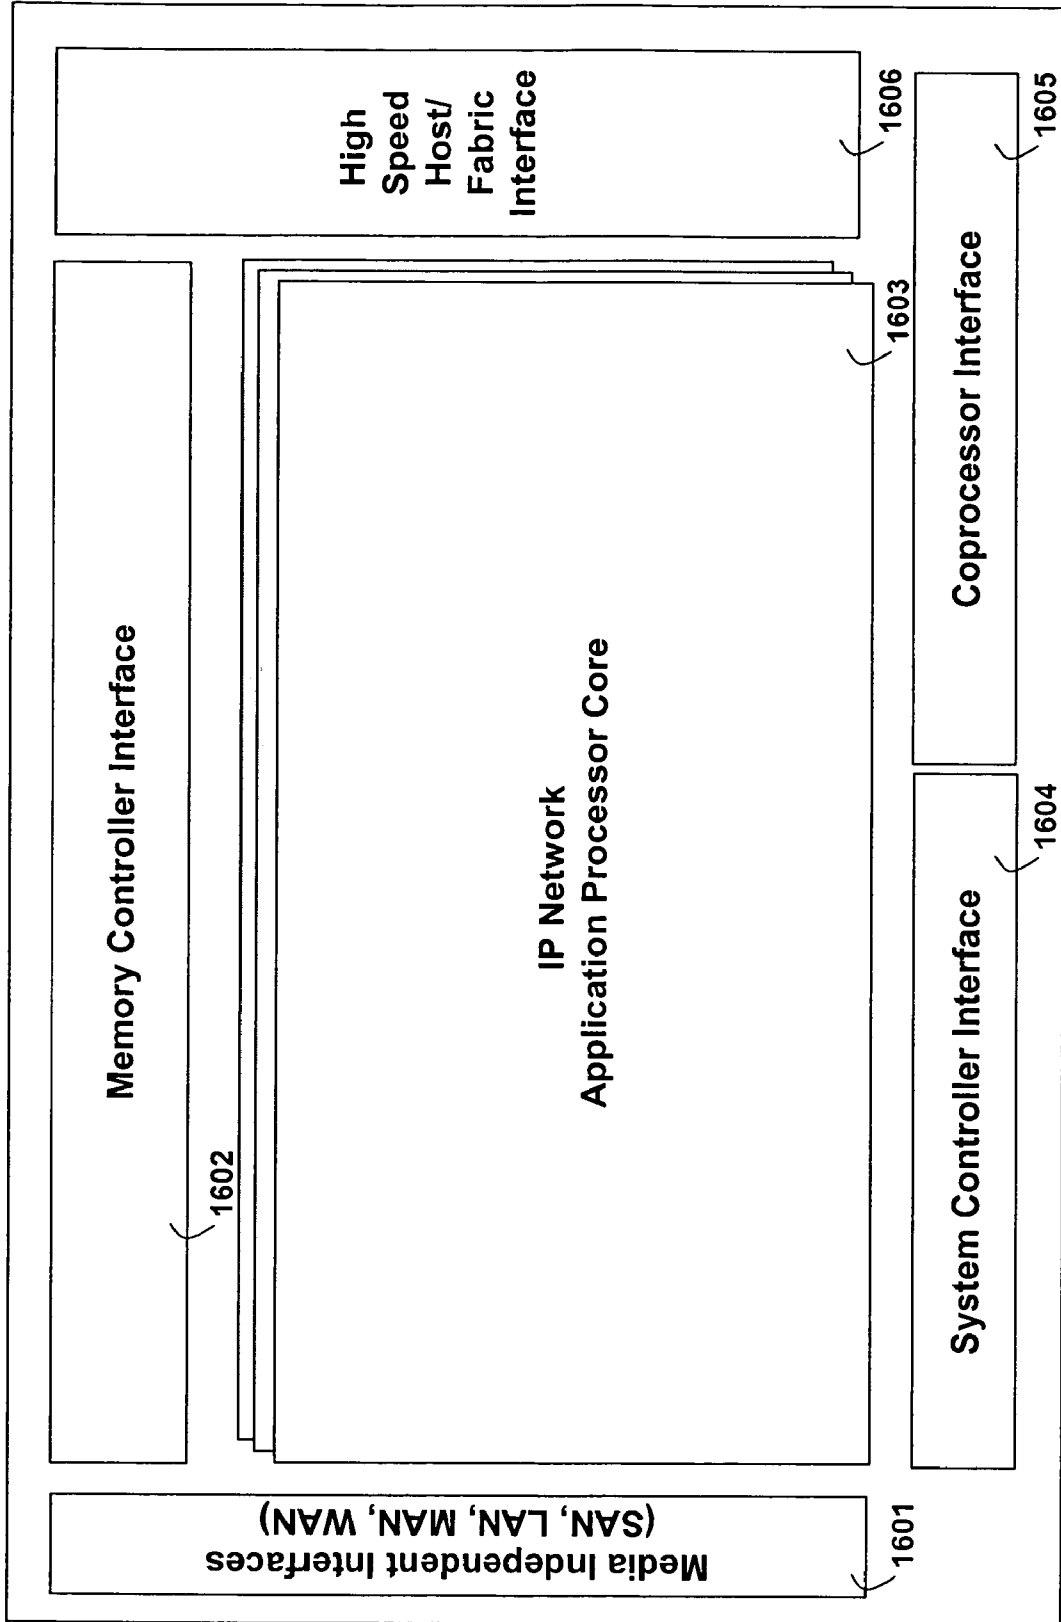 Memory Controller Interface
1602
Media Independent Interfaces
(SAN, LAN, MAN, WAN)
1601
IP Network
Application Processor Core
1603
High
Speed
Host/
Fabric
Interface
1606
System Controller Interface
1604
Coprocessor Interface
1605